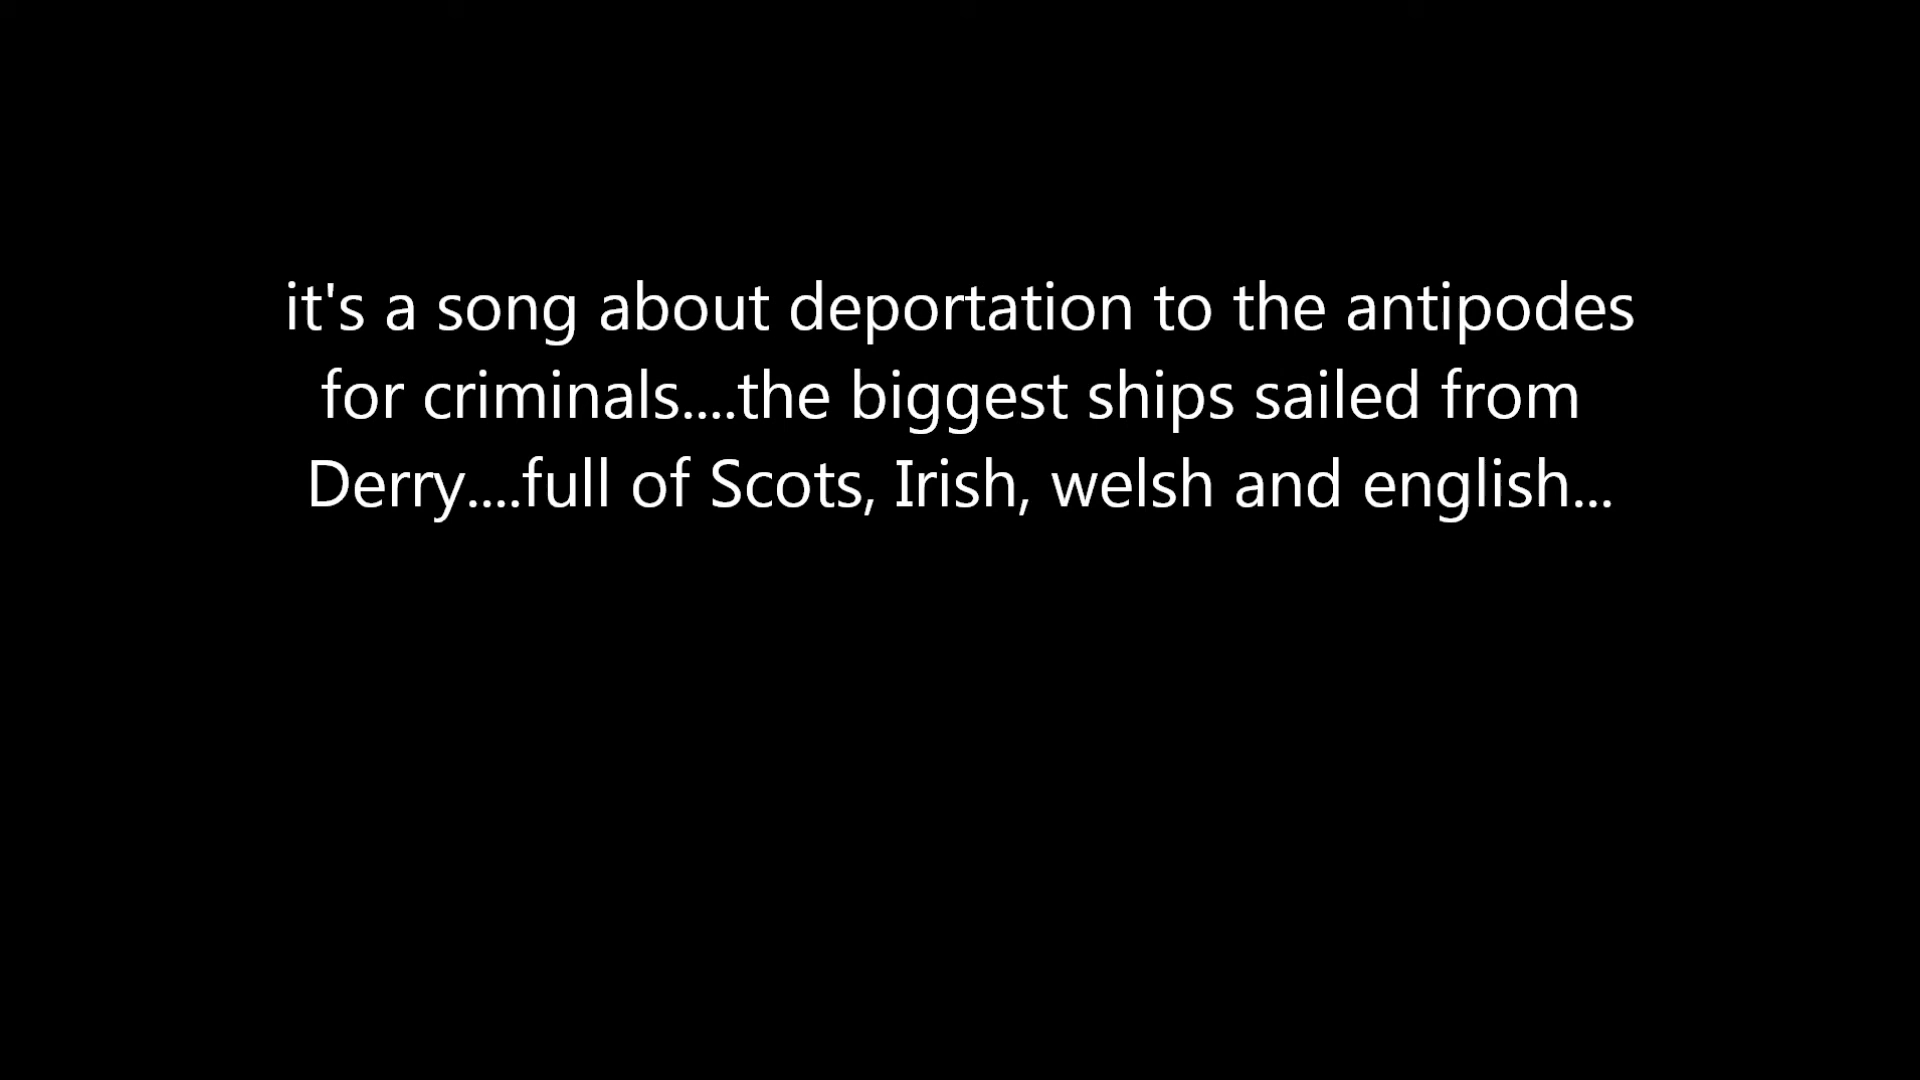 it's a song about deportation to the antipodes
for criminals....the biggest ships sailed from
Derry....full of Scots, Irish, welsh and english...